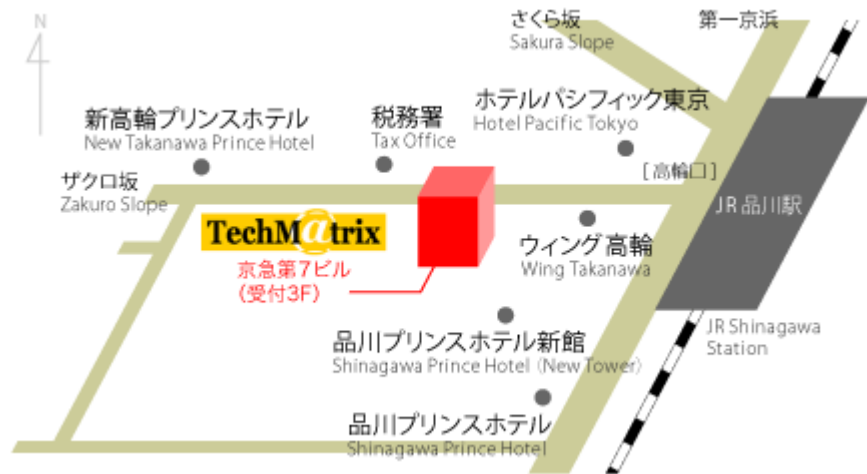 N
さくら坂
Sakura Slope
第一京浜
新高輪プリンスホテル
New Takanawa Prince Hotel
税務署
Tax Office
ホテルパシフィック東京
Hotel Pacific Tokyo
[高輪口]
ザクロ坂
Zakuro Slope
JR 品川駅
TechM@trix
ウィング高輪
Wing Takanawa
京急第7ビル
(受付3F)
JR Shinagawa
Station
品川プリンスホテル新館
Shinagawa Prince Hotel (New Tower)
品川プリンスホテル
Shinagawa Prince Hotel